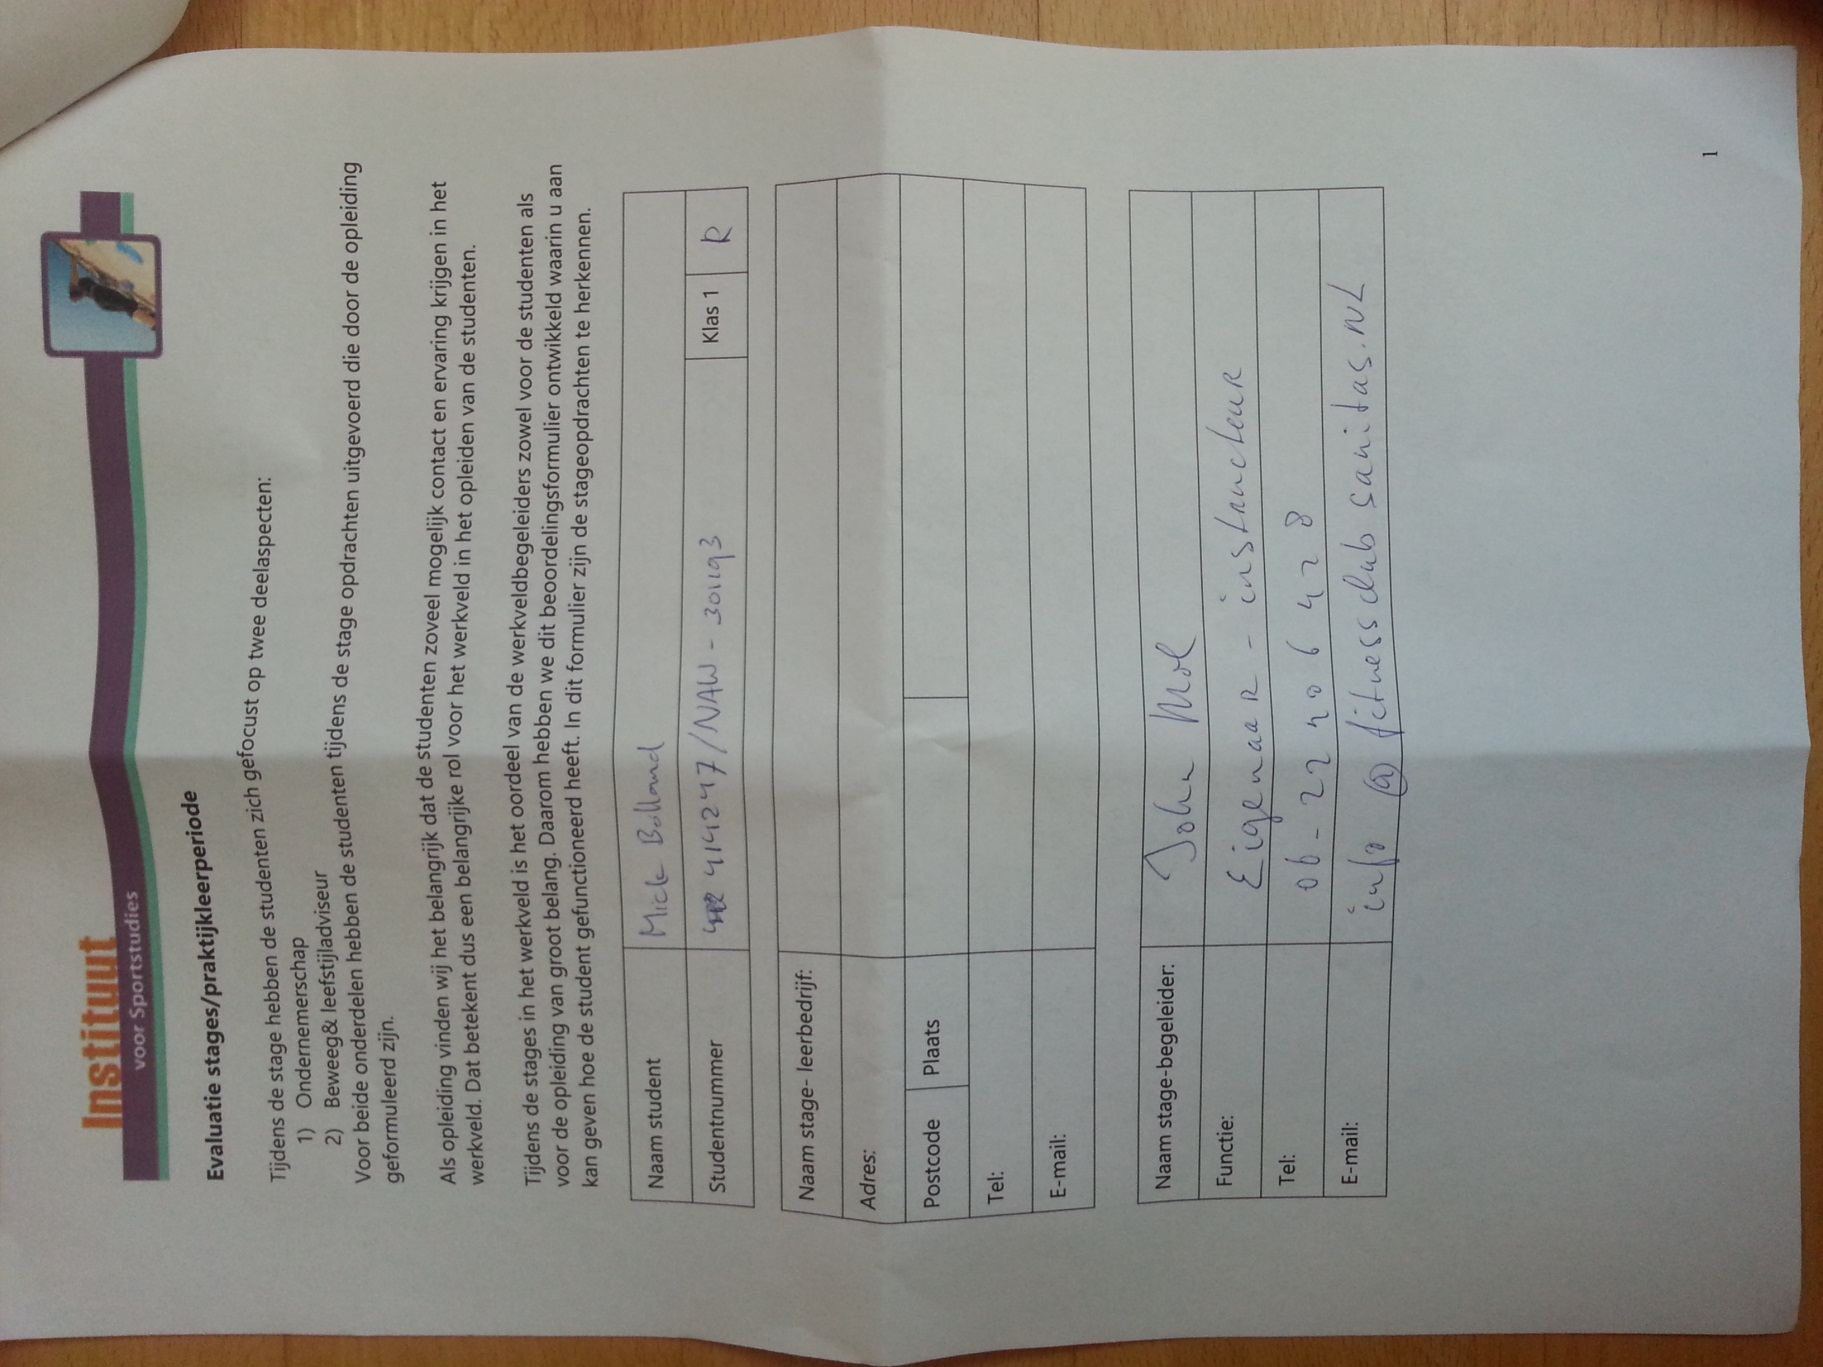 Instituut
voor Sportstudies
Evaluatie stages/praktijkleerperiode
Tijdens de stage hebben de studenten zich gefocust op twee deelaspecten:
1) Ondernemerschap
2) Beweeg& leefstijladviseur
Voor beide onderdelen hebben de studenten tijdens de stage opdrachten uitgevoerd die door de opleiding
geformuleerd zijn.
Als opleiding vinden wij het belangrijk dat de studenten zoveel mogelijk contact en ervaring krijgen in het
werkveld. Dat betekent dus een belangrijke rol voor het werkveld in het opleiden van de studenten.
Tijdens de stages in het werkveld is het oordeel van de werkveldbegeleiders zowel voor de studenten als
voor de opleiding van groot belang. Daarom hebben we dit beoordelingsformulier ontwikkeld waarin u aan
kan geven hoe de student gefunctioneerd heeft. In dit formulier zijn de stageopdrachten te herkennen.
Naam student Mick Bolland
Studentnummer 414247/NAW - 301193 Klas 1 R
Naam stage- leerbedrijf:
Adres:
Postcode Plaats
Tel:
E-mail:
Naam stage-begeleider: John Mol
Functie: Eigenaar - instructeur
Tel: 06-22406428
E-mail: info @ fitnessclubsanitas.nl
1